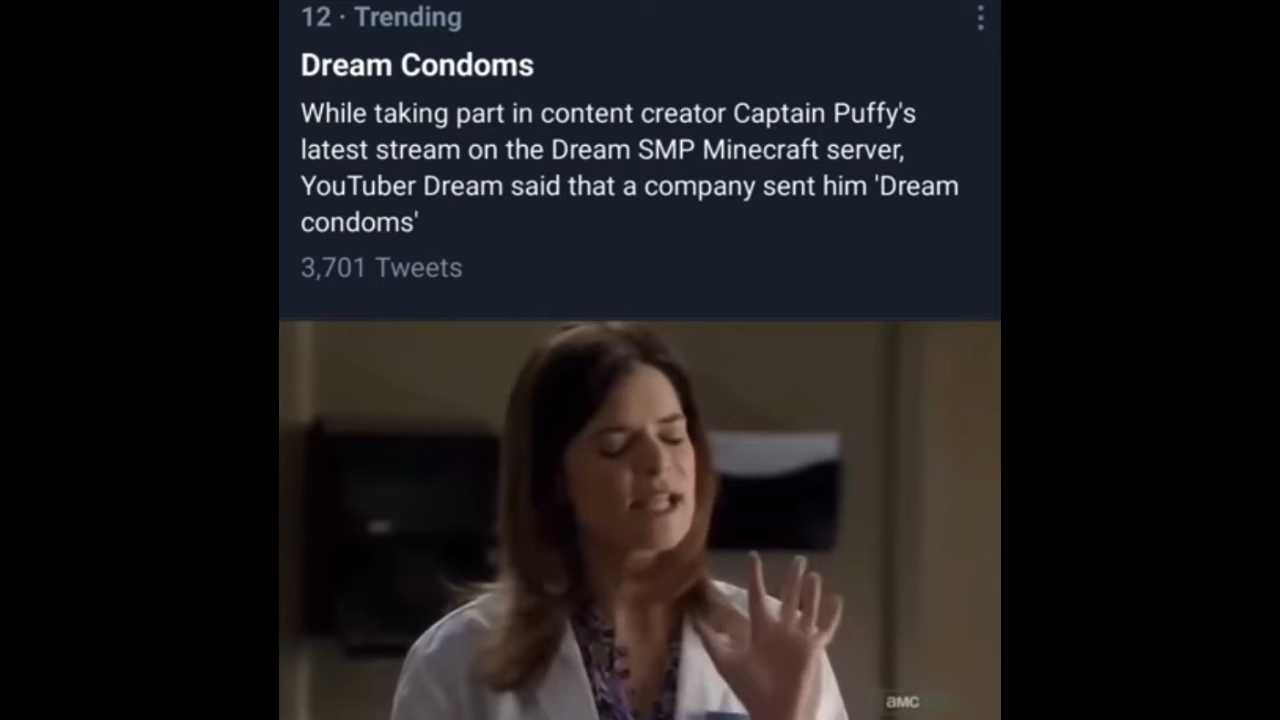 12 · Trending
Dream Condoms
While taking part in content creator Captain Puffy's
latest stream on the Dream SMP Minecraft server,
YouTuber Dream said that a company sent him 'Dream
condoms'
3,701 Tweets
aMC